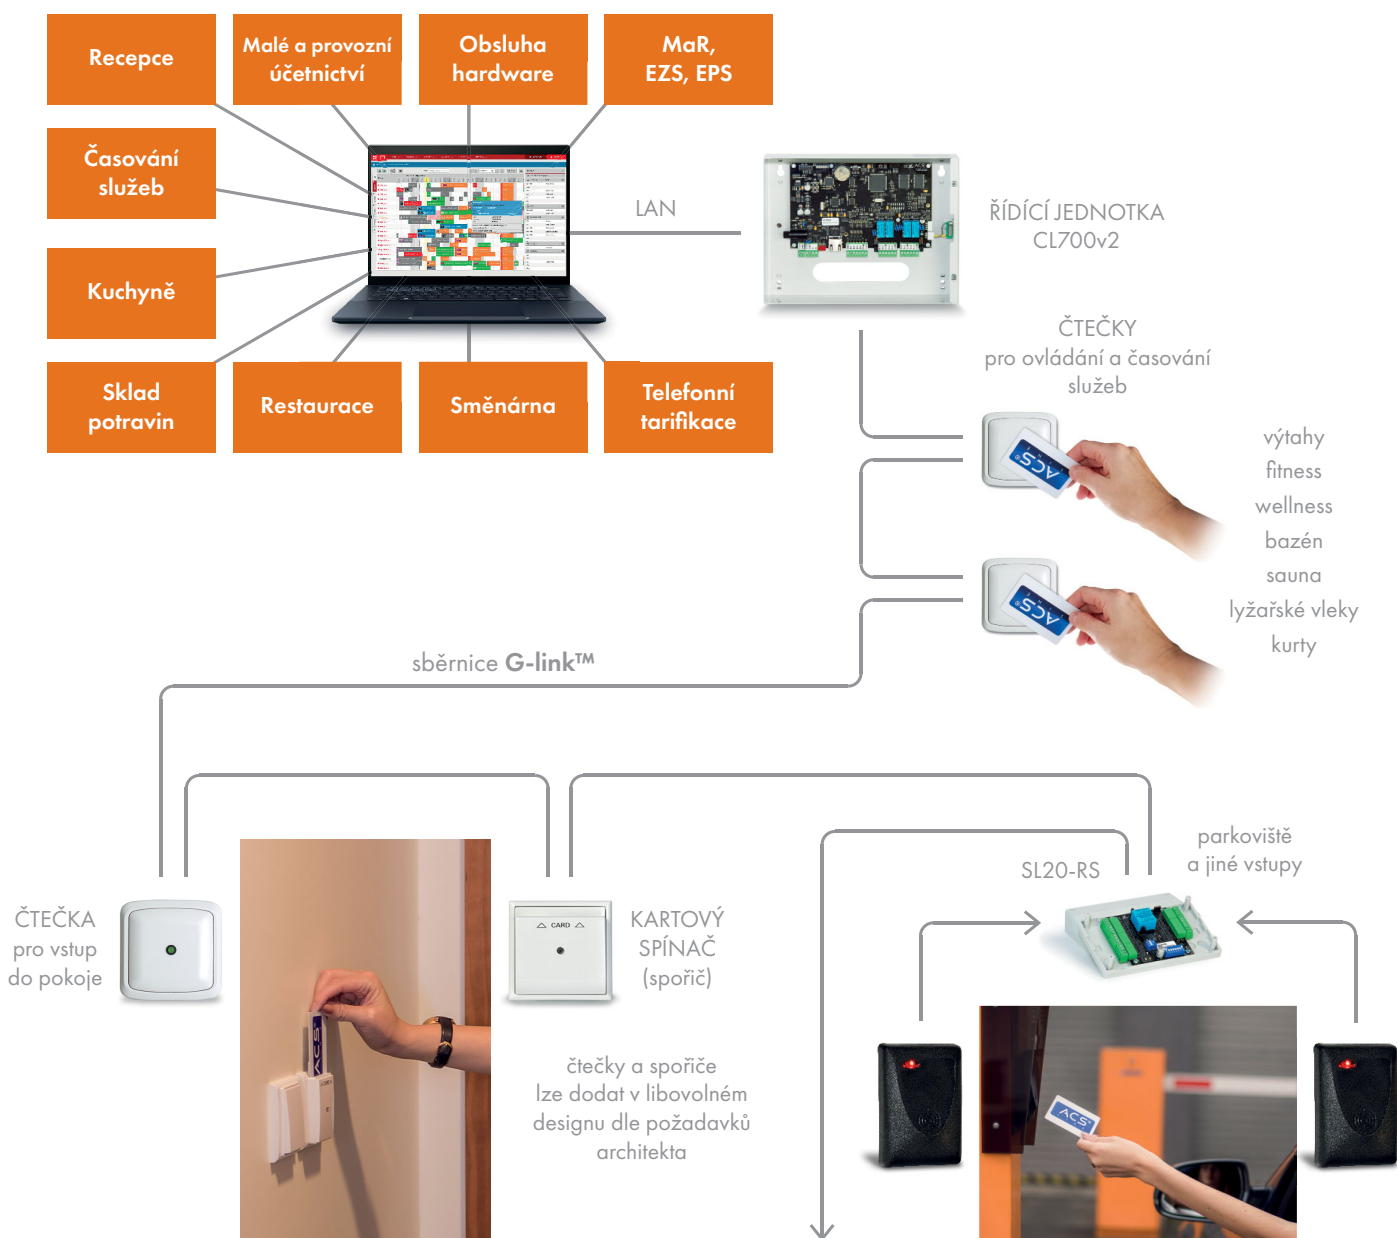 Recepce
Malé a provozní
účetnictví
Obsluha
hardware
MaR,
EZS, EPS
Časování
služeb
Kuchyně
Sklad
potravin
Restaurace
Směnárna
Telefonní
tarifikace
LAN
ŘÍDÍCÍ JEDNOTKA
CL700v2
ČTEČKY
pro ovládání a časování
služeb
ACS
výtahy
fitness
wellness
bazén
sauna
lyžařské vleky
kurty
ACS
sběrnice G-link™
ČTEČKA
pro vstup
do pokoje
ACS
CARD
KARTOVÝ
SPÍNAČ
(spořič)
čtečky a spořiče
lze dodat v libovolném
designu dle požadavků
architekta
SL20-RS
parkoviště
a jiné vstupy
ACS